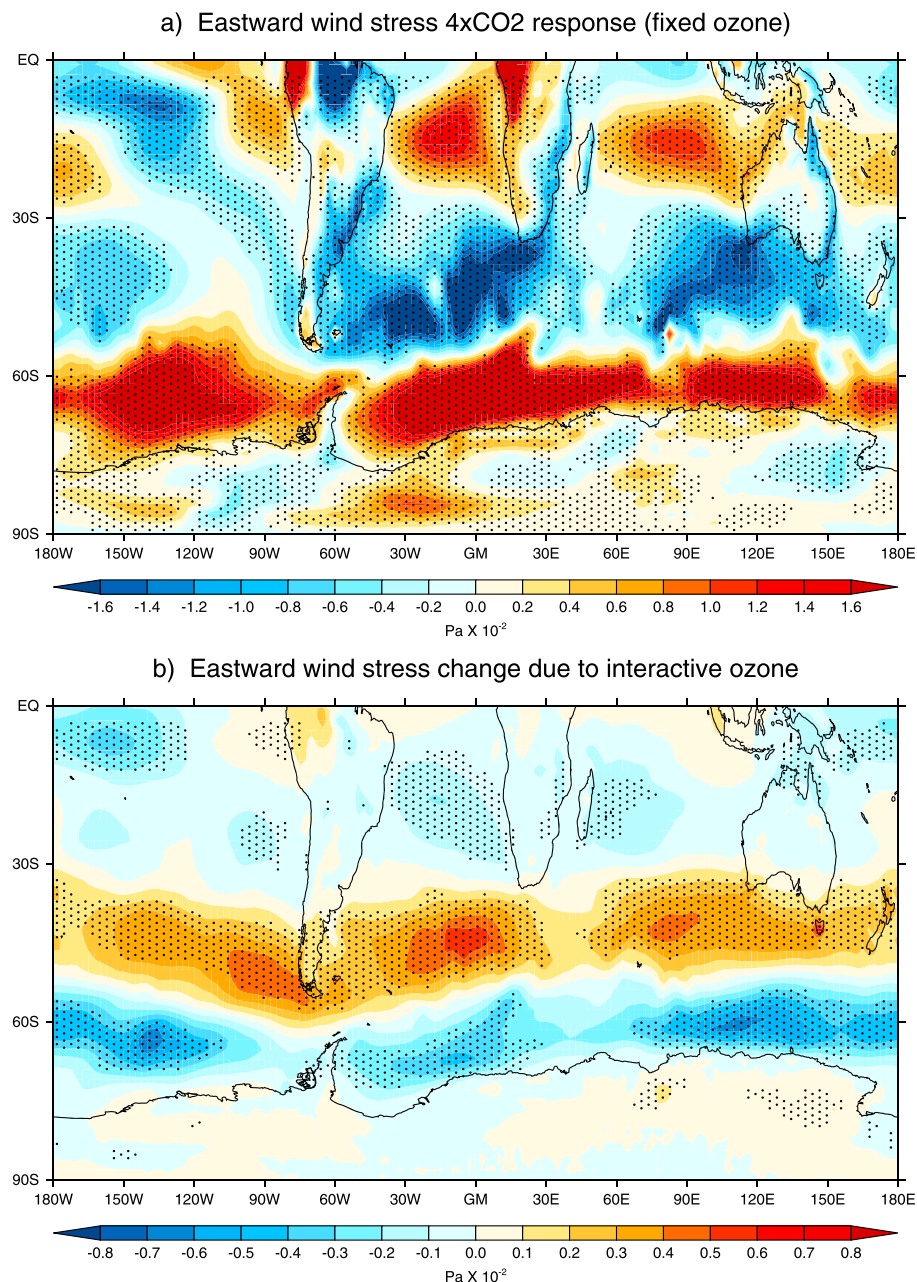 a) Eastward wind stress 4xCO2 response (fixed ozone)
EQ
30S
60S
90S
180W 150W 120W 90W 60W 30W GM 30E 60E 90E 120E 150E 180E
-1.6 -1.4 -1.2 -1.0 -0.8 -0.6 -0.4 -0.2 0.0 0.2 0.4 0.6 0.8 1.0 1.2 1.4 1.6
Pa X 10-2
b) Eastward wind stress change due to interactive ozone
EQ
30S
60S
90S
180W 150W 120W 90W 60W 30W GM 30E 60E 90E 120E 150E 180E
-0.8 -0.7 -0.6 -0.5 -0.4 -0.3 -0.2 -0.1 0.0 0.1 0.2 0.3 0.4 0.5 0.6 0.7 0.8
Pa X 10-2